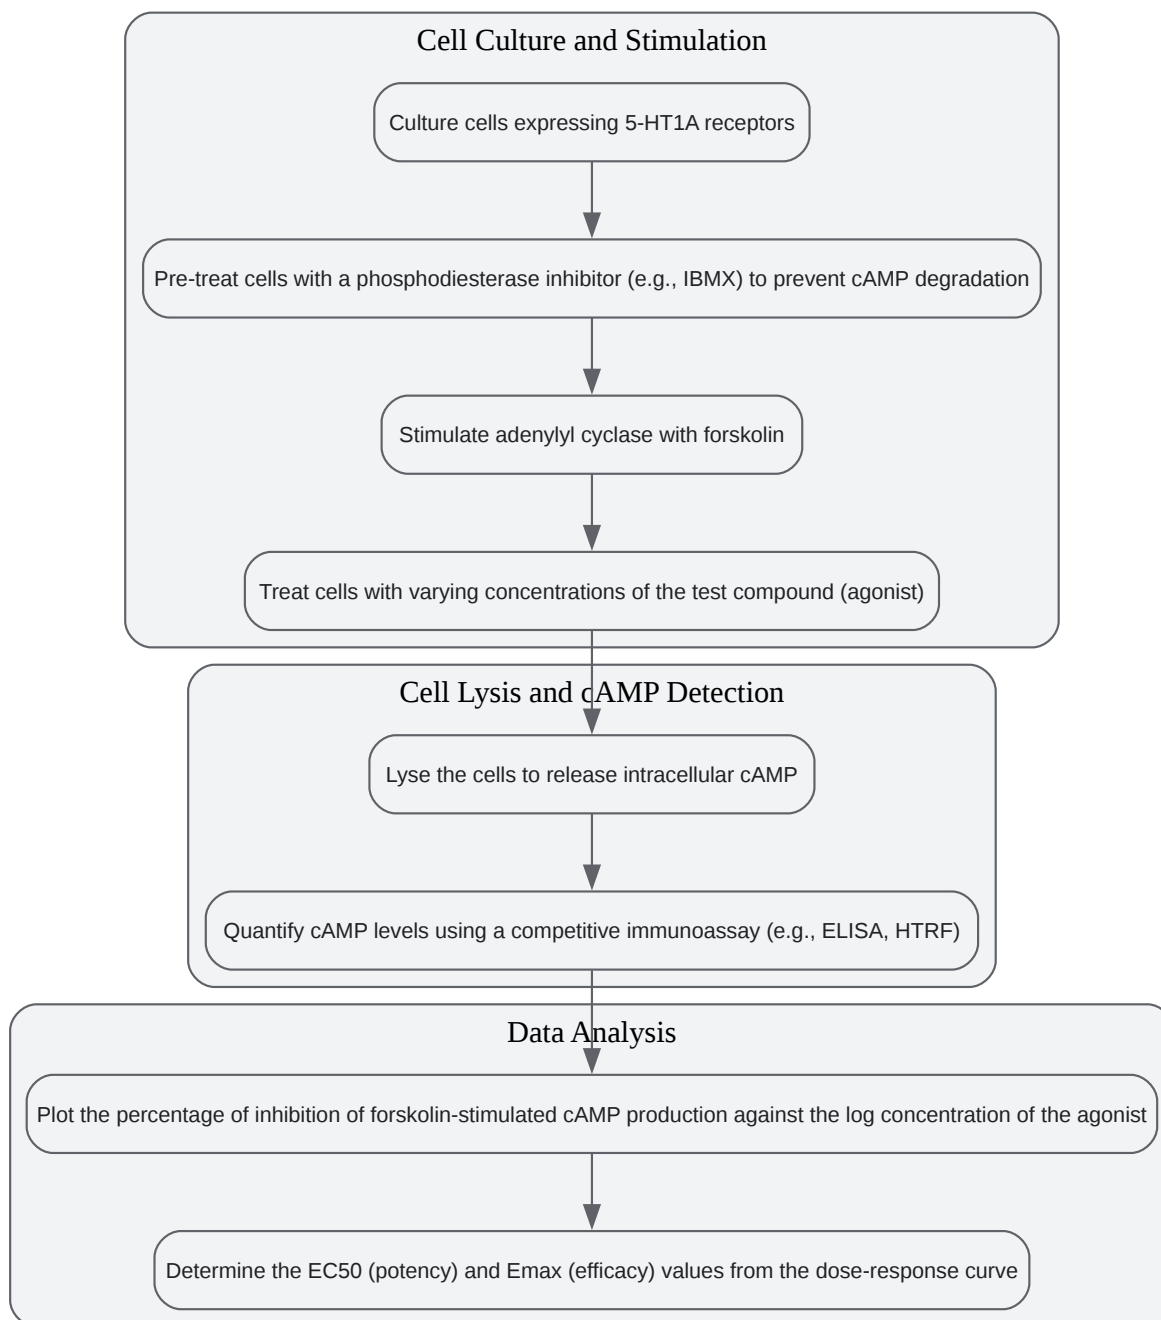 Cell Culture and Stimulation
Culture cells expressing 5-HT1A receptors
Pre-treat cells with a phosphodiesterase inhibitor (e.g., IBMX) to prevent cAMP degradation
Stimulate adenylyl cyclase with forskolin
Treat cells with varying concentrations of the test compound (agonist)
Cell Lysis and cAMP Detection
Lyse the cells to release intracellular cAMP
Quantify cAMP levels using a competitive immunoassay (e.g., ELISA, HTRF)
Data Analysis
Plot the percentage of inhibition of forskolin-stimulated cAMP production against the log concentration of the agonist
Determine the EC50 (potency) and Emax (efficacy) values from the dose-response curve